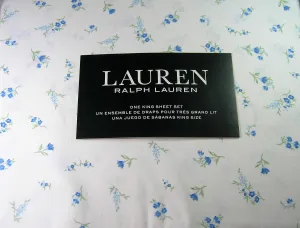 LAUREN
RALPH LAUREN
ONE KING SHEET SET
UN ENSEMBLE DE DRAPS POUR TRÈS GRAND LIT
UNA JUEGO DE SABANAS KING SIZE